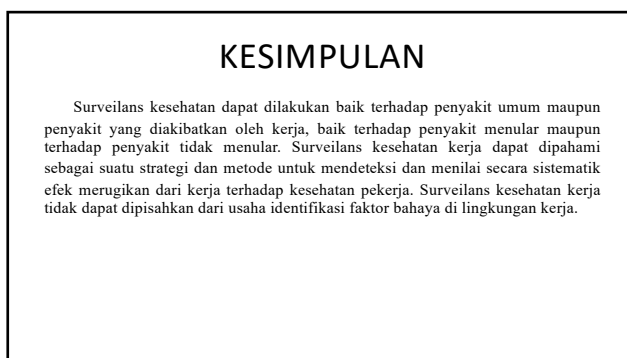 KESIMPULAN
Surveilans kesehatan dapat dilakukan baik terhadap penyakit umum maupun
penyakit yang diakibatkan oleh kerja, baik terhadap penyakit menular maupun
terhadap penyakit tidak menular. Surveilans kesehatan kerja dapat dipahami
sebagai suatu strategi dan metode untuk mendeteksi dan menilai secara sistematik
efek merugikan dari kerja terhadap kesehatan pekerja. Surveilans kesehatan kerja
tidak dapat dipisahkan dari usaha identifikasi faktor bahaya di lingkungan kerja.